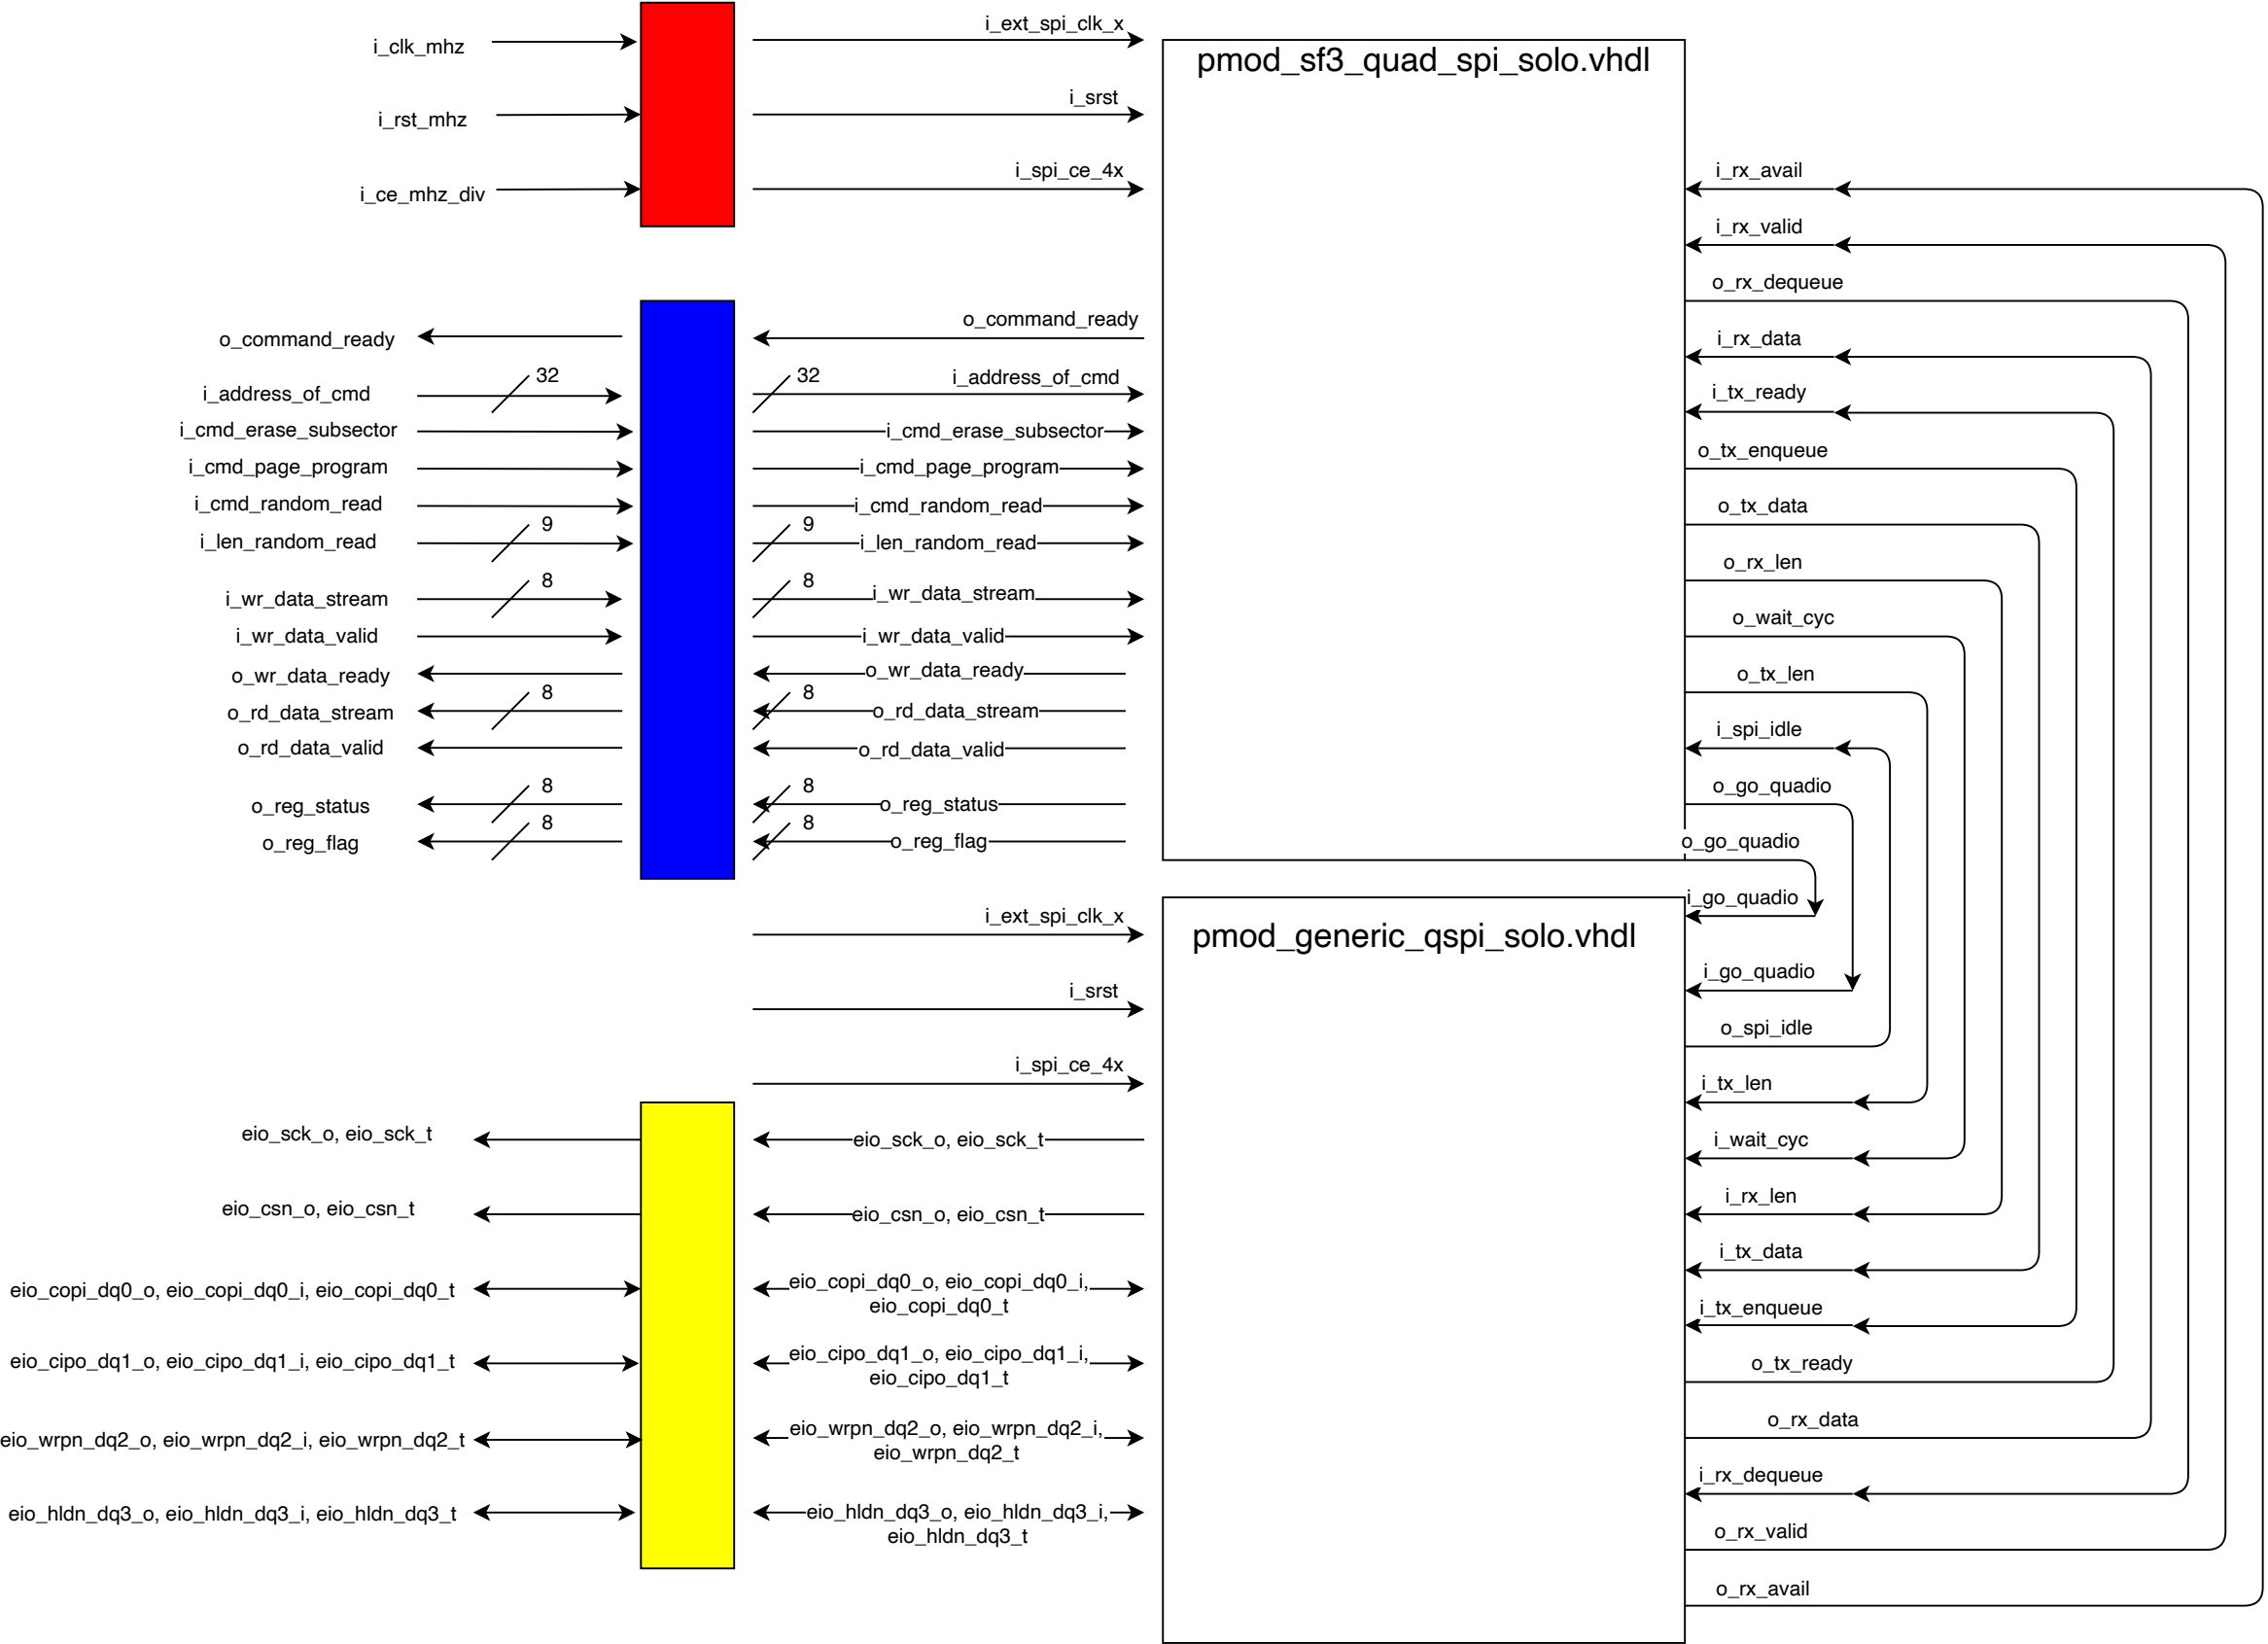 i_clk_mhz
i_rst_mhz
i_ce_mhz_div
i_ext_spi_clk_x
i_srst
i_spi_ce_4x
pmod_sf3_quad_spi_solo.vhdl
o_command_ready
i_address_of_cmd
32
i_cmd_erase_subsector
i_cmd_page_program
i_cmd_random_read
i_len_random_read
9
i_wr_data_stream
8
i_wr_data_valid
o_wr_data_ready
o_rd_data_stream
8
o_rd_data_valid
o_reg_status
8
o_reg_flag
8
o_command_ready
32
i_address_of_cmd
i_cmd_erase_subsector
i_cmd_page_program
i_cmd_random_read
9
i_len_random_read
8
i_wr_data_stream
i_wr_data_valid
o_wr_data_ready
8
o_rd_data_stream
o_rd_data_valid
8
o_reg_status
8
o_reg_flag
i_rx_avail
i_rx_valid
o_rx_dequeue
i_rx_data
i_tx_ready
o_tx_enqueue
o_tx_data
o_rx_len
o_wait_cyc
o_tx_len
i_spi_idle
o_go_quadio
o_go_quadio
i_ext_spi_clk_x
i_srst
i_spi_ce_4x
pmod_generic_qspi_solo.vhdl
eio_sck_o, eio_sck_t
eio_csn_o, eio_csn_t
eio_copi_dq0_o, eio_copi_dq0_i, eio_copi_dq0_t
eio_cipo_dq1_o, eio_cipo_dq1_i, eio_cipo_dq1_t
eio_wrpn_dq2_o, eio_wrpn_dq2_i, eio_wrpn_dq2_t
eio_hldn_dq3_o, eio_hldn_dq3_i, eio_hldn_dq3_t
eio_sck_o, eio_sck_t
eio_csn_o, eio_csn_t
eio_copi_dq0_o, eio_copi_dq0_i,
eio_copi_dq0_t
eio_cipo_dq1_o, eio_cipo_dq1_i,
eio_cipo_dq1_t
eio_wrpn_dq2_o, eio_wrpn_dq2_i,
eio_wrpn_dq2_t
eio_hldn_dq3_o, eio_hldn_dq3_i,
eio_hldn_dq3_t
i_go_quadio
i_go_quadio
o_spi_idle
i_tx_len
i_wait_cyc
i_rx_len
i_tx_data
i_tx_enqueue
o_tx_ready
o_rx_data
i_rx_dequeue
o_rx_valid
o_rx_avail